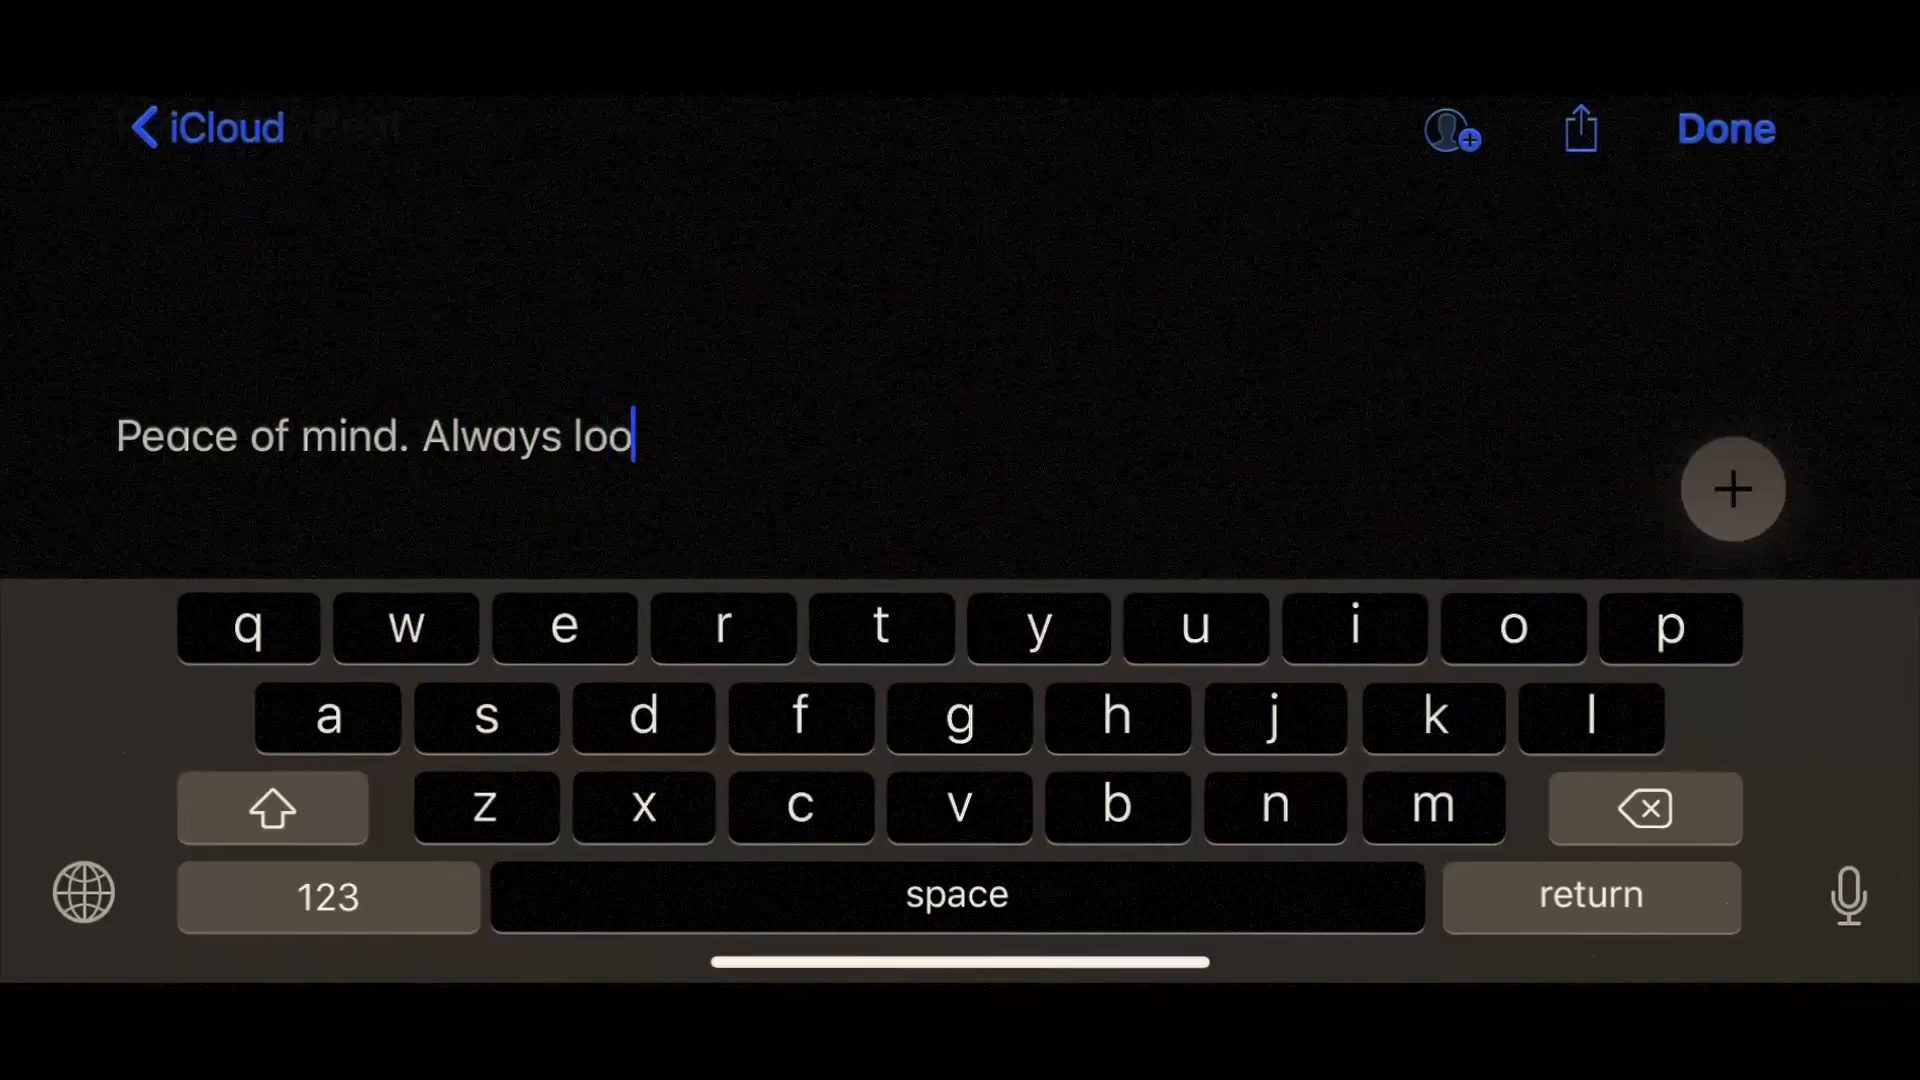 iCloud
Done
Peace of mind. Always loo
q w e r t y u i o p
a s d f g h j k l
z x c v b n m
123 space return